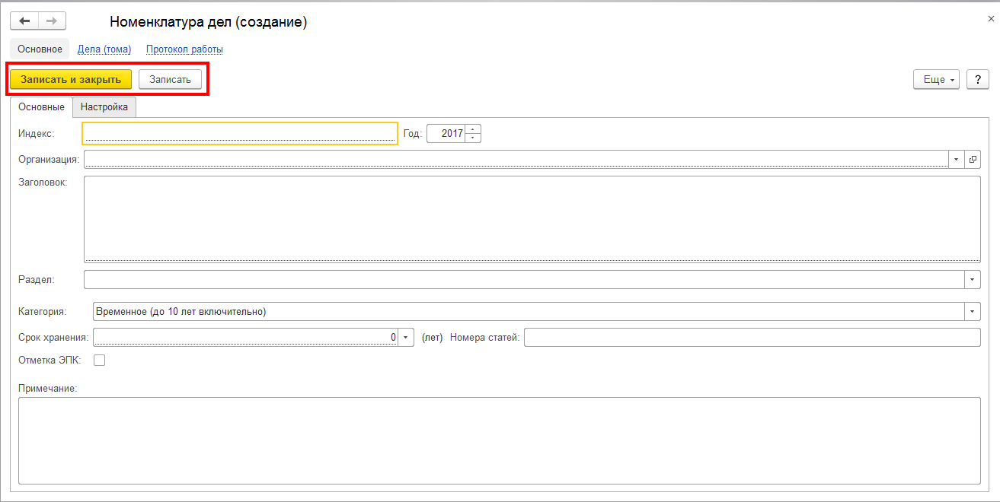 Номенклатура дел (создание)
Основное Дела (тома) Протокол работы
Записать и закрыть Записать Еще ?
Основные Настройка
Индекс: Год: 2017
Организация:
Заголовок:
Раздел:
Категория: Временное (до 10 лет включительно)
Срок хранения: 0 (лет) Номера статей:
Отметка ЭПК:
Примечание: